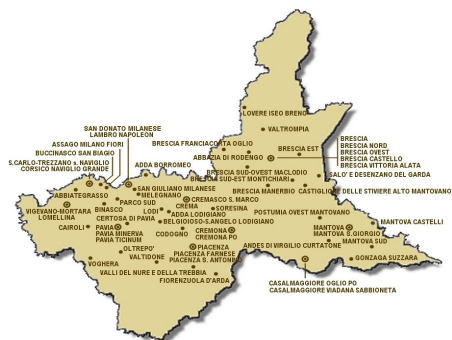 LOVERE ISEO BRENO
VALTROMPIA
SAN DONATO MILANESE
LAMBRO NAPOLEON
ASSAGO MILANO FIORI
BUCCINASCO SAN BIAGIO
S.CARLO-TREZZANO s. NAVIGLIO
CORSICO NAVIGLIO GRANDE
BRESCIA FRANCIACORTA OGLIO
ABBAZIA DI RODENGO
BRESCIA EST
BRESCIA
BRESCIA NORD
BRESCIA OVEST
BRESCIA CASTELLO
BRESCIA VITTORIA ALATA
ADDA BORROMEO
BRESCIA SUD-OVEST MACLODIO
SALO' E DESENZANO DEL GARDA
BRESCIA SUD-EST MONTICHIARI
ABBIATEGRASSO
SAN GIULIANO MILANESE
MELEGNANO
BRESCIA MANERBIO
CASTIGLIONE DELLE STIVIERE ALTO MANTOVANO
PARCO SUD
CREMASCO S. MARCO
CREMA
VIGEVANO-MORTARA
LOMELLINA
BINASCO
CERTOSA DI PAVIA
LODI
SORESINA
ADDA LODIGIANO
POSTUMIA OVEST MANTOVANO
BELGIOIOSO-S.ANGELO LODIGIANO
MANTOVA CASTELLI
CAIROLI
PAVIA
PAVIA MINERVA
PAVIA TICINUM
CODOGNO
CREMONA
CREMONA PO
MANTOVA
MANTOVA S.GIORGIO
MANTOVA SUD
ANDES DI VIRGILIO CURTATONE
OLTREPO'
VALTIDONE
PIACENZA
PIACENZA FARNESE
PIACENZA S. ANTONINO
GONZAGA SUZZARA
VOGHERA
VALLI DEL NURE E DELLA TREBBIA
FIORENZUOLA D'ARDA
CASALMAGGIORE OGLIO PO
CASALMAGGIORE VIADANA SABBIONETA